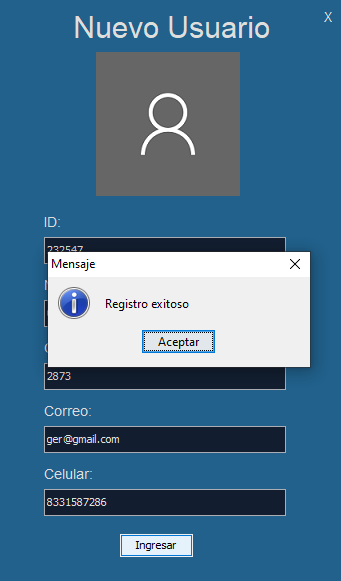 Nuevo Usuario
X
ID:
232547
Mensaje
Registro exitoso
Aceptar
2873
Correo:
ger@gmail.com
Celular:
8331587286
Ingresar